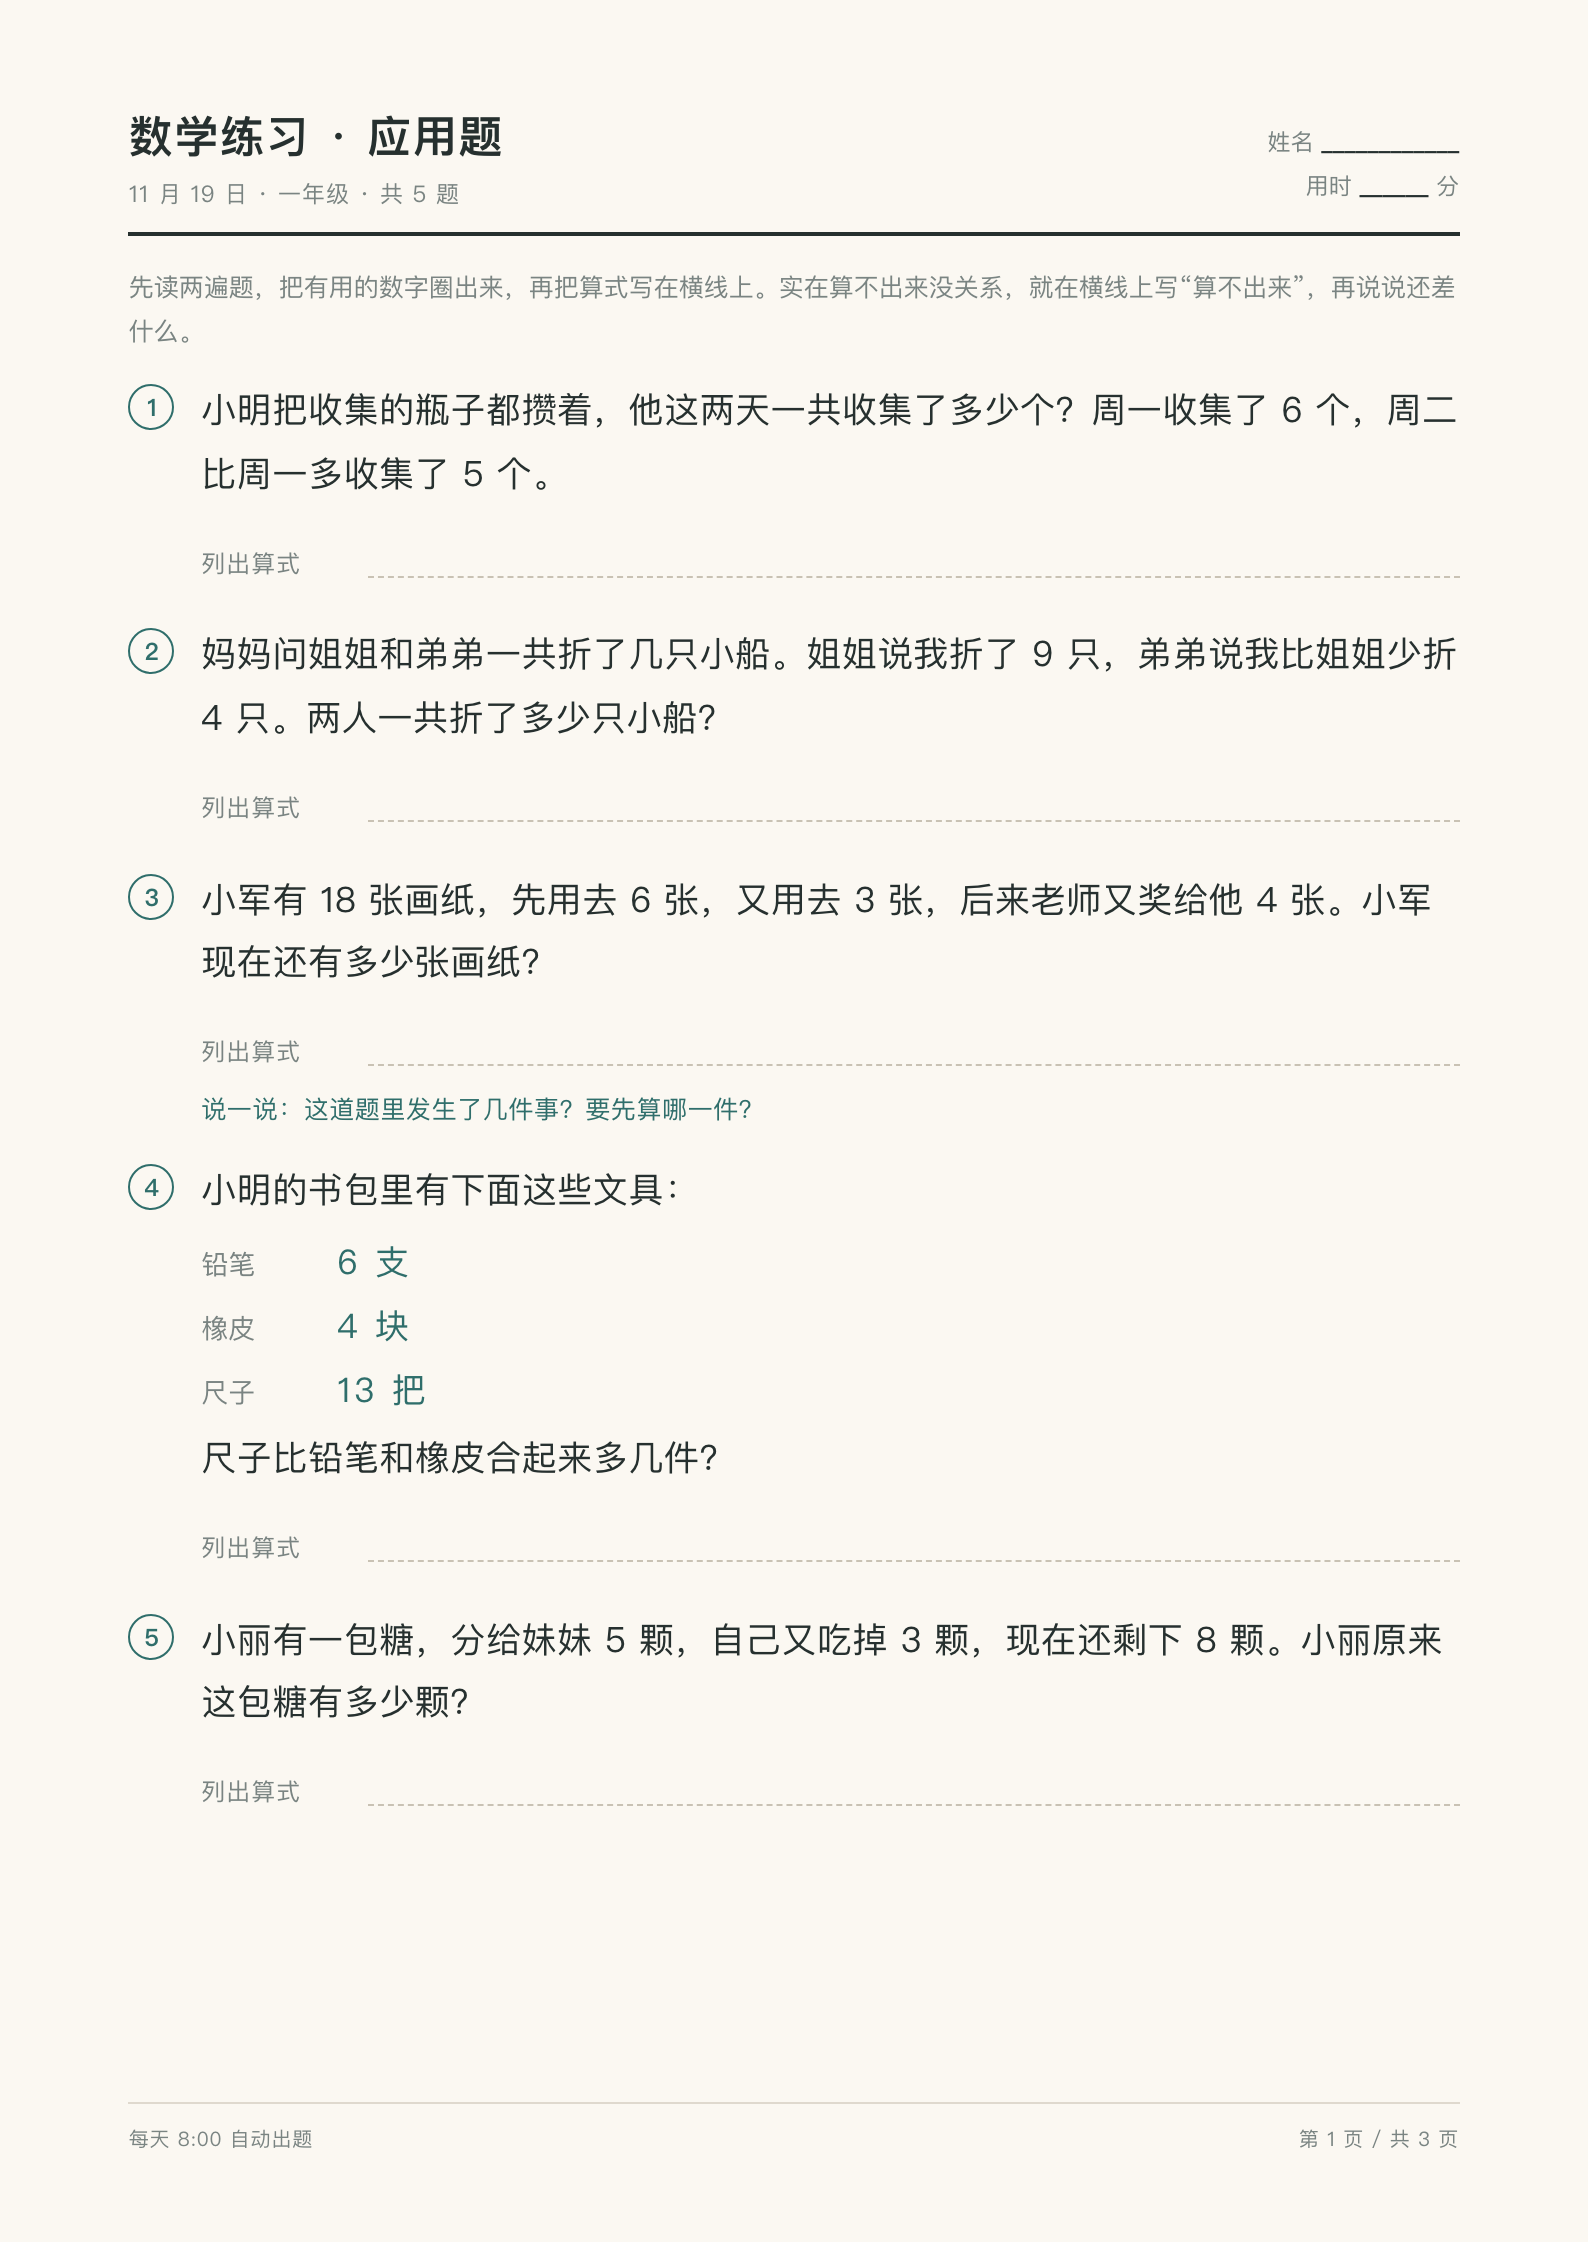 数学练习 · 应用题
11 月 19 日 · 一年级 · 共 5 题
姓名 ____________
用时 ______ 分
先读两遍题，把有用的数字圈出来，再把算式写在横线上。实在算不出来没关系，就在横线上写“算不出来”，再说说还差
什么。
1 小明把收集的瓶子都攒着，他这两天一共收集了多少个？周一收集了 6 个，周二
比周一多收集了 5 个。
列出算式
2 妈妈问姐姐和弟弟一共折了几只小船。姐姐说我折了 9 只，弟弟说我比姐姐少折
4 只。两人一共折了多少只小船？
列出算式
3 小军有 18 张画纸，先用去 6 张，又用去 3 张，后来老师又奖给他 4 张。小军
现在还有多少张画纸？
列出算式
说一说：这道题里发生了几件事？要先算哪一件？
4 小明的书包里有下面这些文具：
铅笔 6 支
橡皮 4 块
尺子 13 把
尺子比铅笔和橡皮合起来多几件？
列出算式
5 小丽有一包糖，分给妹妹 5 颗，自己又吃掉 3 颗，现在还剩下 8 颗。小丽原来
这包糖有多少颗？
列出算式
每天 8:00 自动出题
第 1 页 / 共 3 页